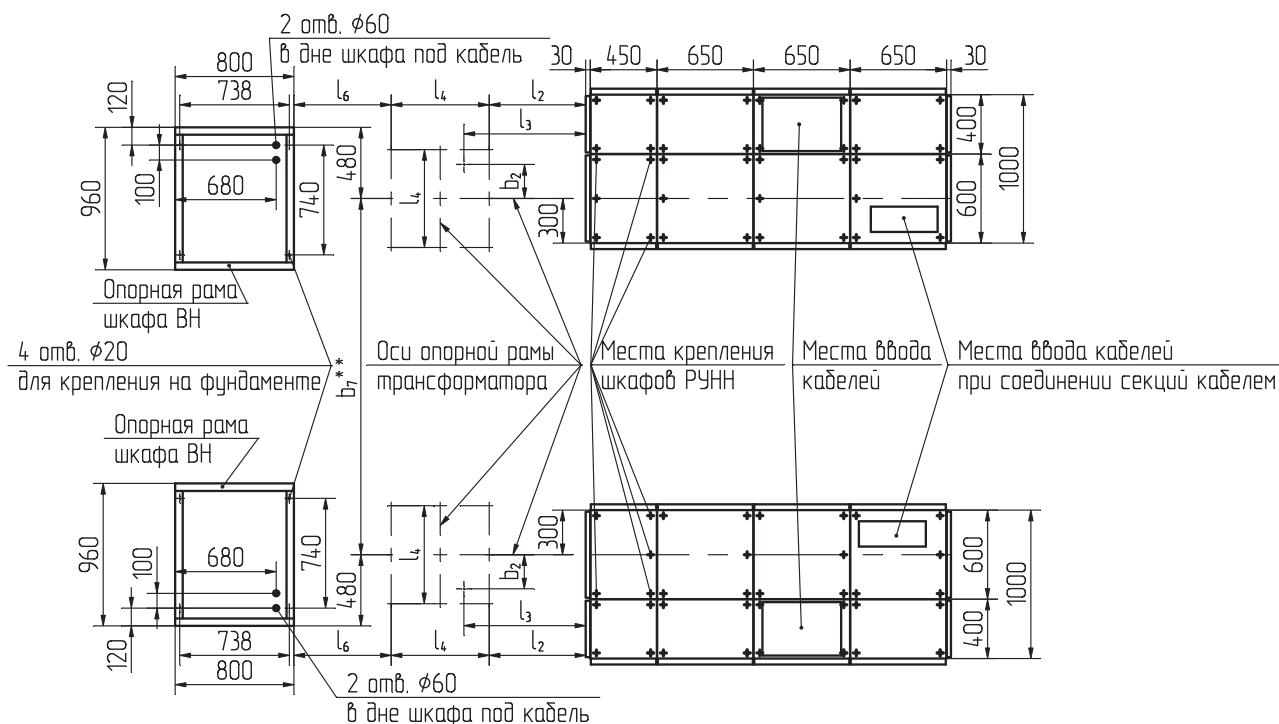 2 отв. ϕ60
в дне шкафа под кабель
800
738
l₆
l₄
l₂
l₃
30
450
650
650
650
30
120
960
100
680
740
480
l₄
b₂
300
400
600
1000
Опорная рама
шкафа ВН
4 отв. ϕ20
для крепления на фундаменте
b₇**
Оси опорной рамы
трансформатора
Места крепления
шкафов РУНН
Места ввода
кабелей
Места ввода кабелей
при соединении секций кабелем
Опорная рама
шкафа ВН
960
100
120
680
740
480
l₄
b₂
300
600
400
1000
l₃
738
l₆
l₄
l₂
800
2 отв. ϕ60
в дне шкафа под кабель